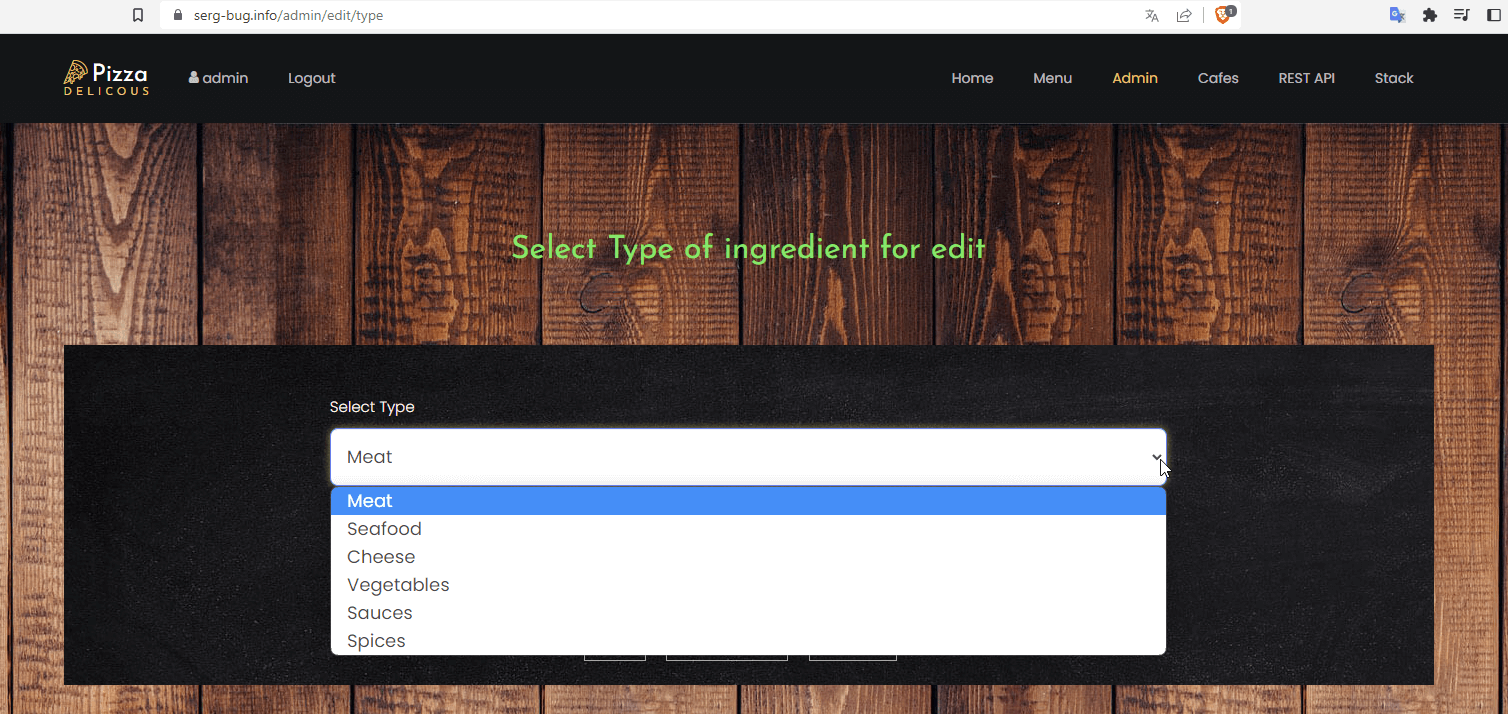 serg-bug.info/admin/edit/type
1
Pizza
DELICOUS
admin
Logout
Home
Menu
Admin
Cafes
REST API
Stack
Select Type of ingredient for edit
Select Type
Meat
Meat
Seafood
Cheese
Vegetables
Sauces
Spices